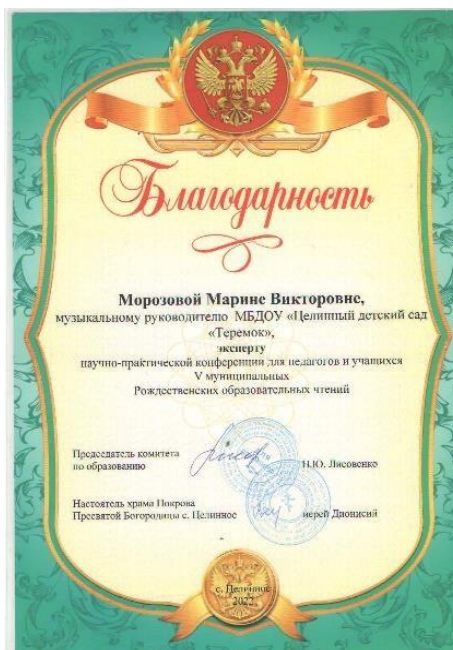 Благодарность
Морозовой Марине Викторовне,
музыкальному руководителю МБДОУ «Целинный детский сад
«Теремок»,
эксперту
научно-практической конференции для педагогов и учащихся
V муниципальных
Рождественских образовательных чтений
Председатель комитета
по образованию
Н.Ю. Лисовенко
Настоятель храма Покрова
Пресвятой Богородицы с. Целинное
иерей Дионисий
с. Целинное
2022